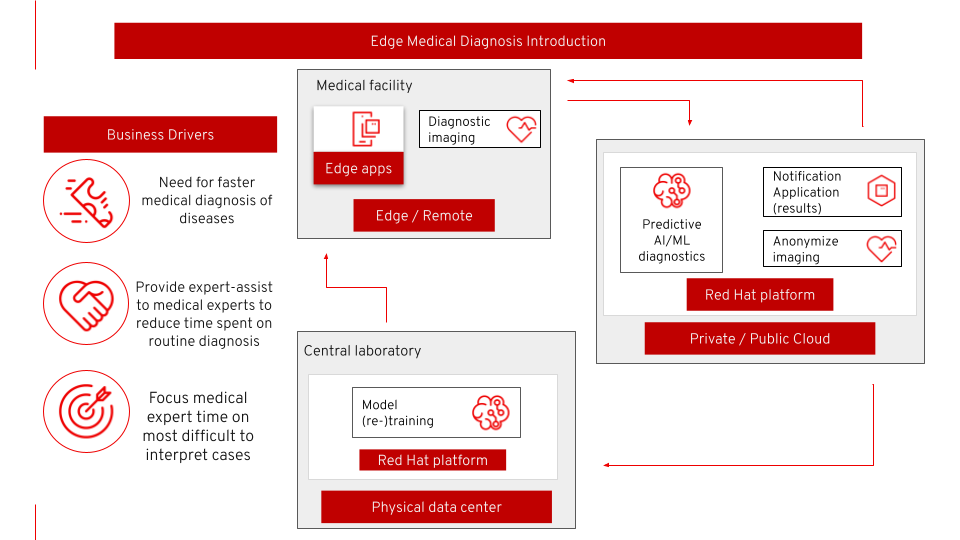 Edge Medical Diagnosis Introduction
Business Drivers
Need for faster
medical diagnosis of
diseases
Provide expert-assist
to medical experts to
reduce time spent on
routine diagnosis
Focus medical
expert time on
most difficult to
interpret cases
Medical facility
Edge apps
Diagnostic
imaging
Edge / Remote
Central laboratory
Model
(re-)training
Red Hat platform
Physical data center
Predictive
AI/ML
diagnostics
Notification
Application
(results)
Anonymize
imaging
Red Hat platform
Private / Public Cloud